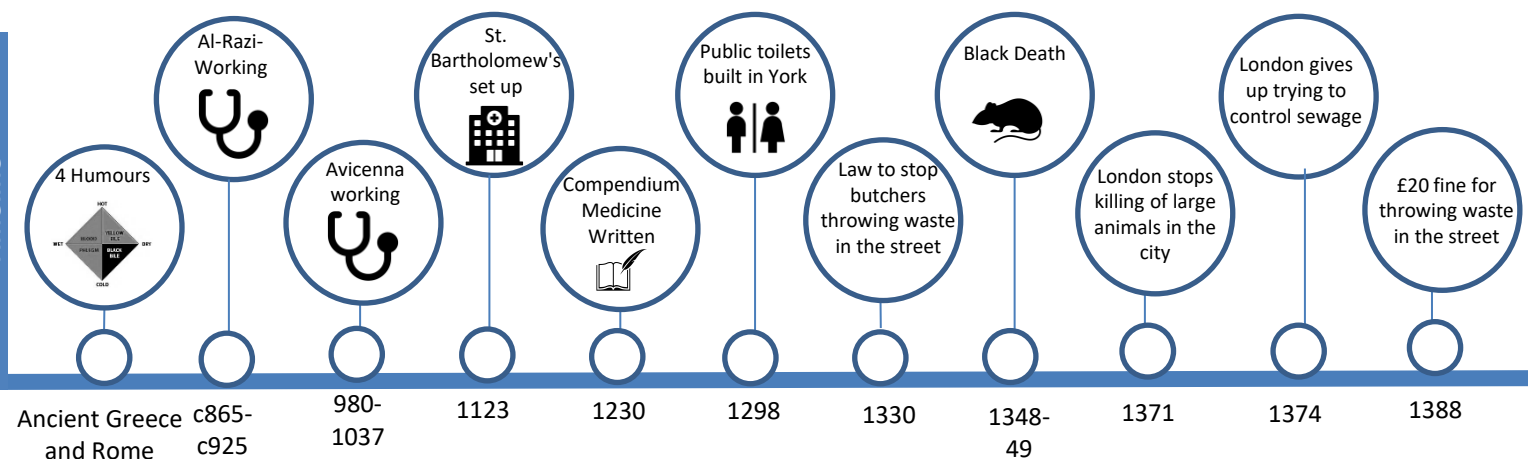 4 Humours
HOT
WET
DRY
BLOOD
YELLOW
BILE
PHLEGM
BLACK
BILE
COLD
Al-Razi-
Working
Avicenna
working
St.
Bartholomew's
set up
Compendium
Medicine
Written
Public toilets
built in York
Law to stop
butchers
throwing waste
in the street
Black Death
London stops
killing of large
animals in the
city
London gives
up trying to
control sewage
£20 fine for
throwing waste
in the street
Ancient Greece
and Rome
c865-
c925
980-
1037
1123
1230
1298
1330
1348-
49
1371
1374
1388